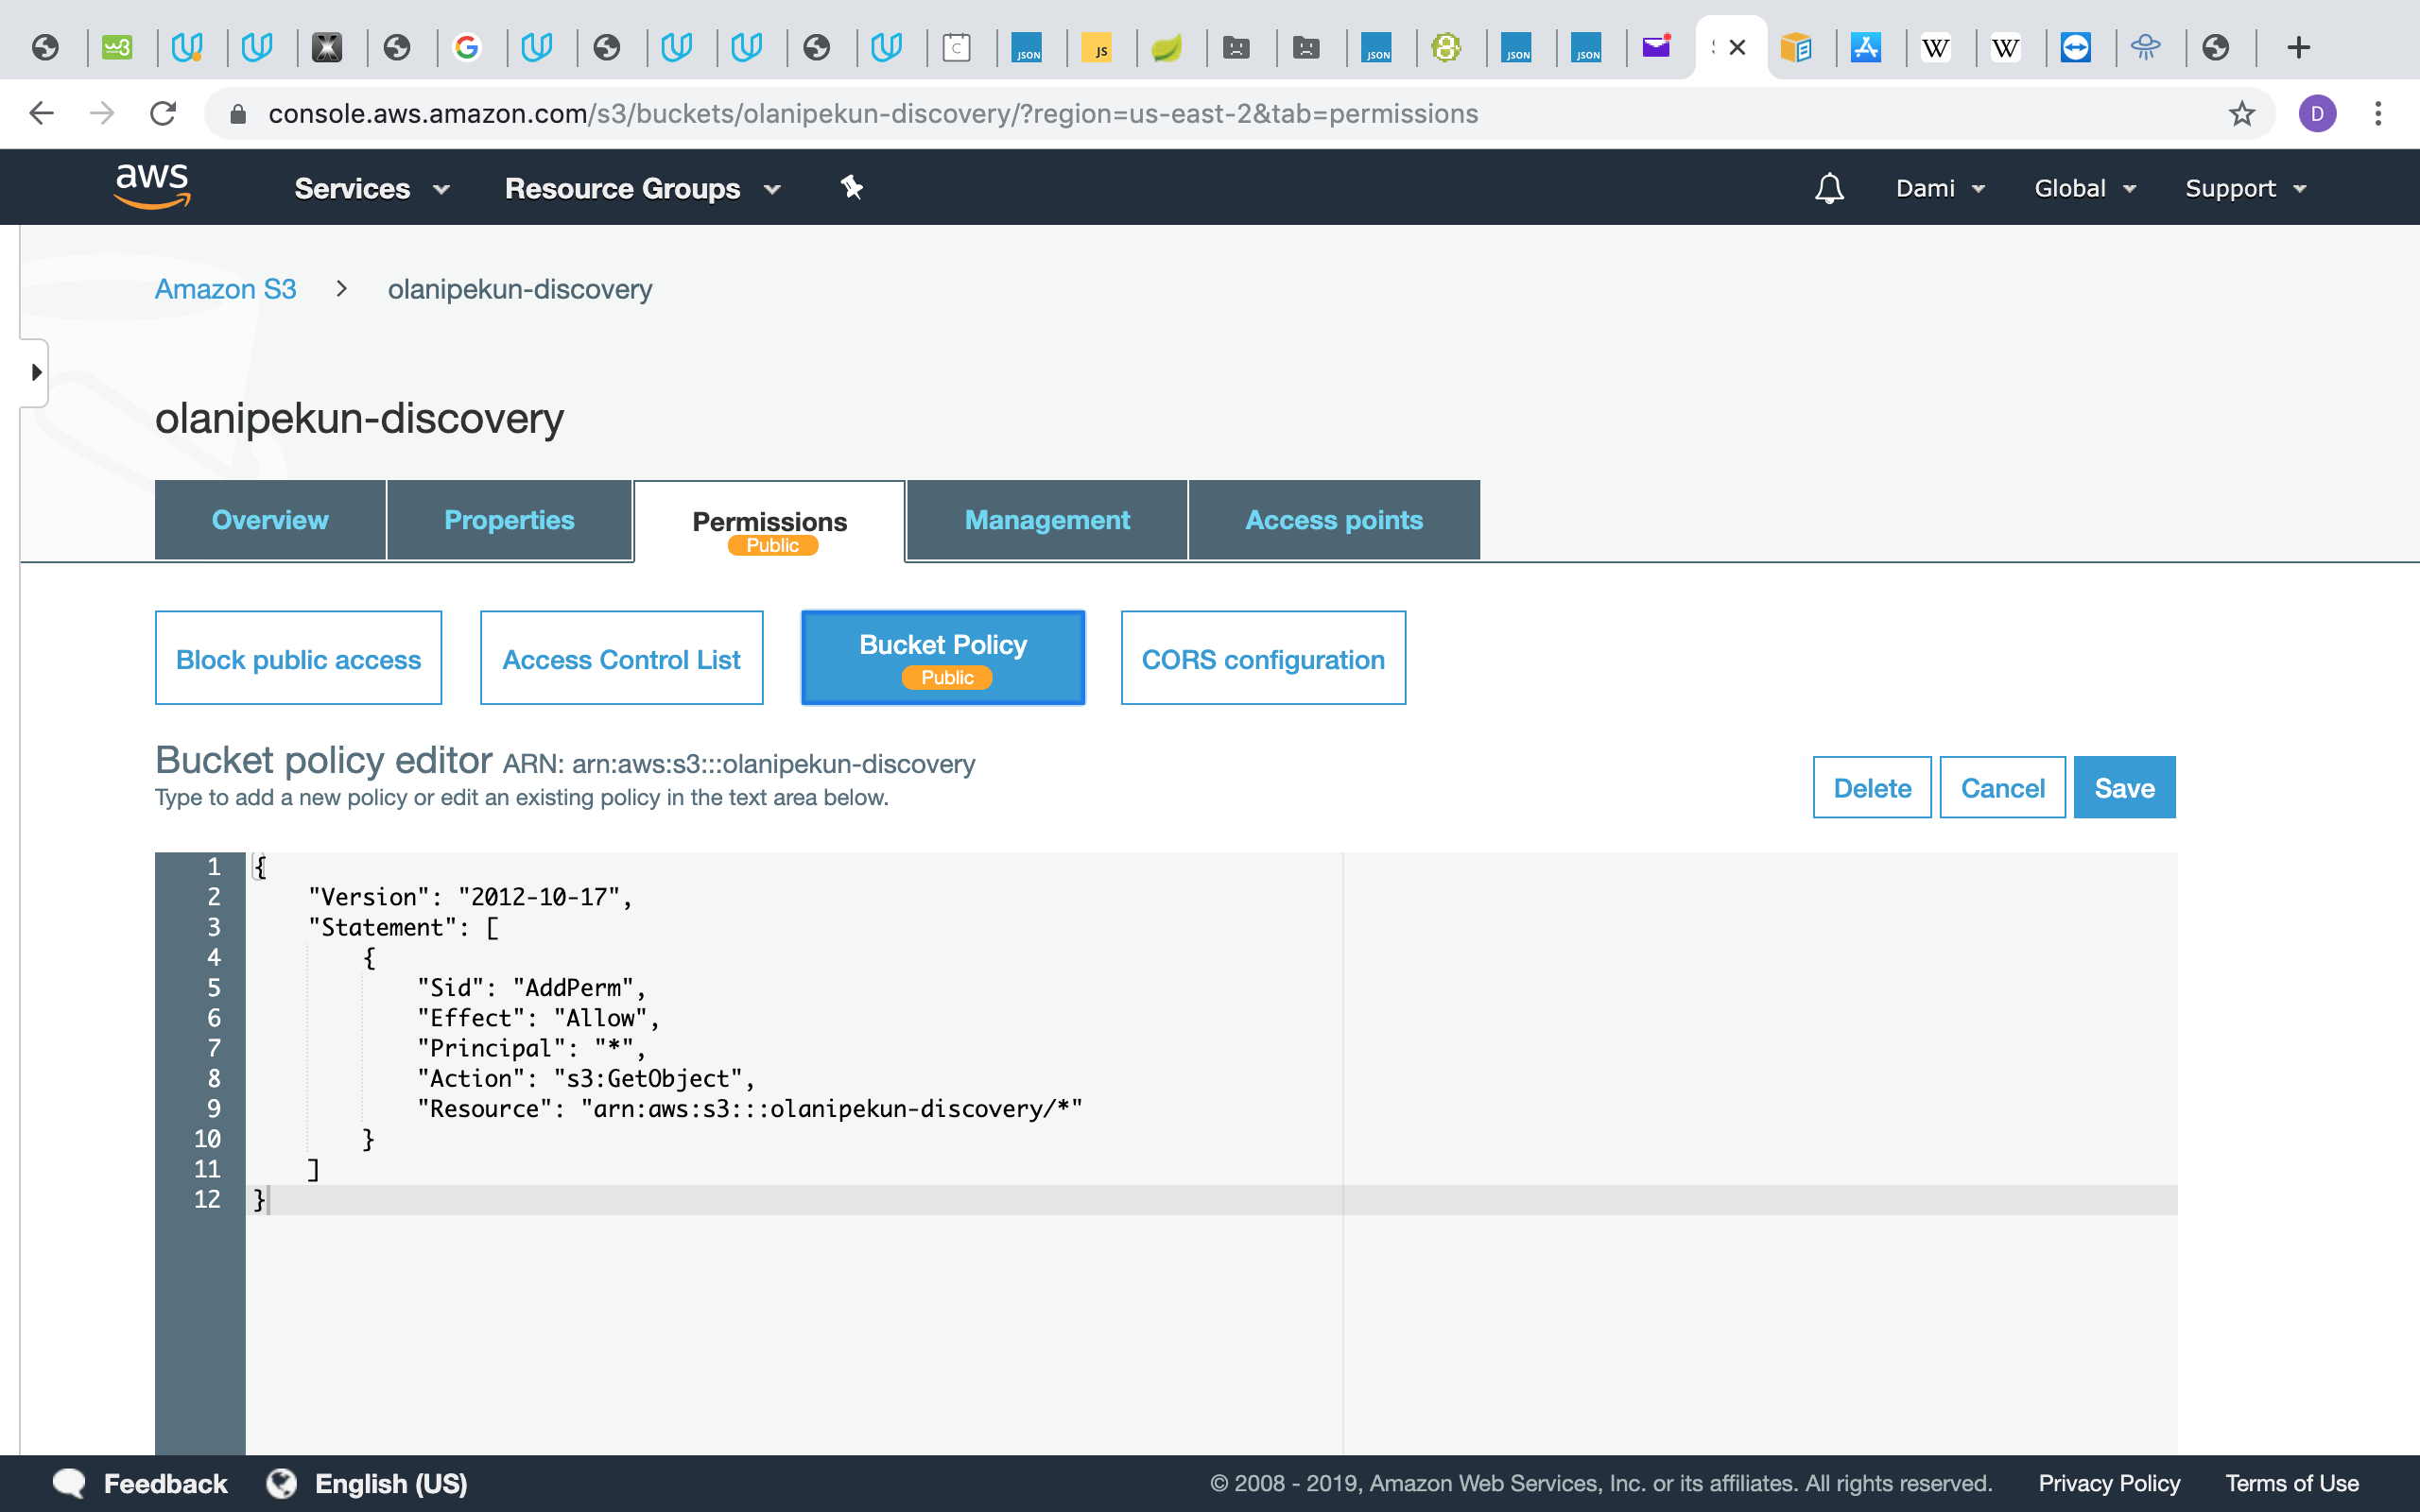 console.aws.amazon.com/s3/buckets/olanipekun-discovery/?region=us-east-2&tab=permissions
D
aws
Services
Resource Groups
Dami
Global
Support
Amazon S3 > olanipekun-discovery
olanipekun-discovery
Overview
Properties
Permissions
Public
Management
Access points
Block public access
Access Control List
Bucket Policy
Public
CORS configuration
Bucket policy editor ARN: arn:aws:s3:::olanipekun-discovery
Type to add a new policy or edit an existing policy in the text area below.
Delete
Cancel
Save
1 {
2 "Version": "2012-10-17",
3 "Statement": [
4 {
5 "Sid": "AddPerm",
6 "Effect": "Allow",
7 "Principal": "*",
8 "Action": "s3:GetObject",
9 "Resource": "arn:aws:s3:::olanipekun-discovery/*"
10 }
11 ]
12 }
Feedback
English (US)
© 2008 - 2019, Amazon Web Services, Inc. or its affiliates. All rights reserved.
Privacy Policy
Terms of Use